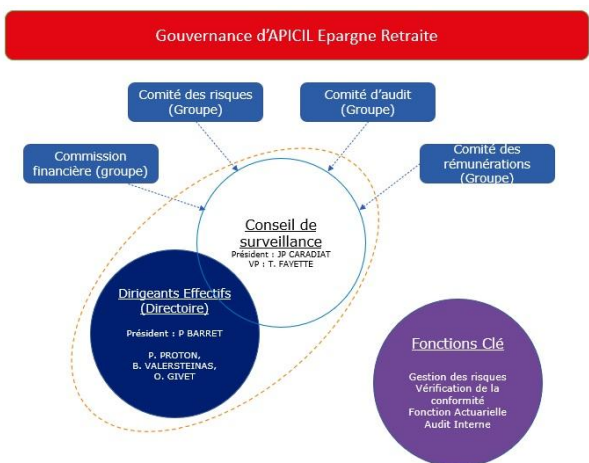 Gouvernance d'APICIL Epargne Retraite
Comité des risques
(Groupe)
Comité d'audit
(Groupe)
Commission
financière (groupe)
Comité des
rémunérations
(Groupe)
Conseil de
surveillance
Président : JP CARADIAT
VP : T. FAYETTE
Dirigeants Effectifs
(Directoire)
Président : P BARRET
P. PROTON,
B. VALERSTEINAS,
O. GIVET
Fonctions Clé
Gestion des risques
Vérification de la
conformité
Fonction Actuarielle
Audit Interne